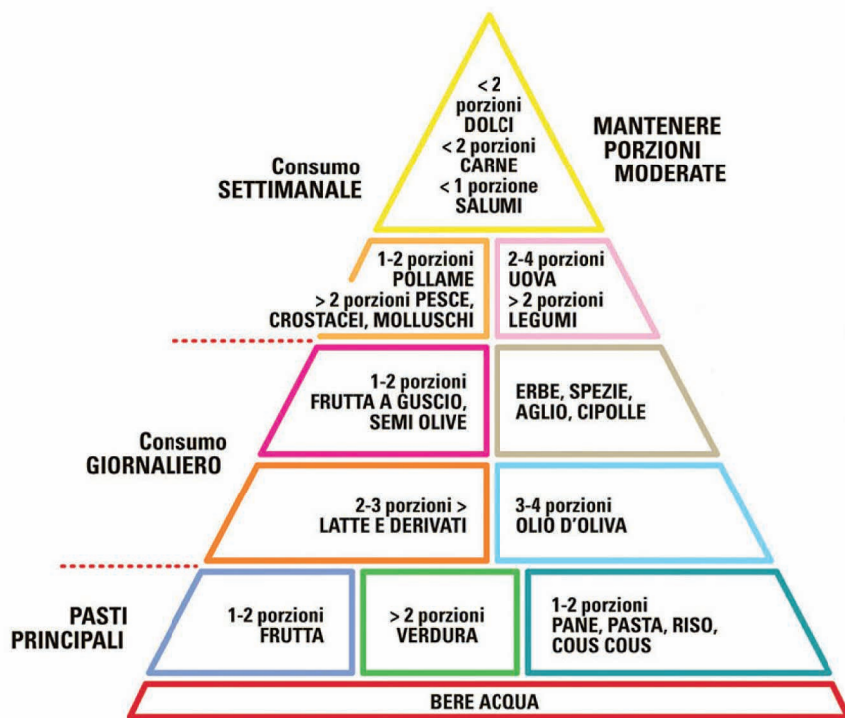 < 2
porzioni
DOLCI
< 2 porzioni
CARNE
< 1 porzione
SALUMI
Consumo
SETTIMANALE
MANTENERE
PORZIONI
MODERATE
1-2 porzioni
POLLAME
> 2 porzioni PESCE,
CROSTACEI, MOLLUSCHI
2-4 porzioni
UOVA
> 2 porzioni
LEGUMI
1-2 porzioni
FRUTTA A GUSCIO,
SEMI OLIVE
ERBE, SPEZIE,
AGLIO, CIPOLLE
Consumo
GIORNALIERO
2-3 porzioni >
LATTE E DERIVATI
3-4 porzioni
OLIO D'OLIVA
PASTI
PRINCIPALI
1-2 porzioni
FRUTTA
> 2 porzioni
VERDURA
1-2 porzioni
PANE, PASTA, RISO,
COUS COUS
BERE ACQUA